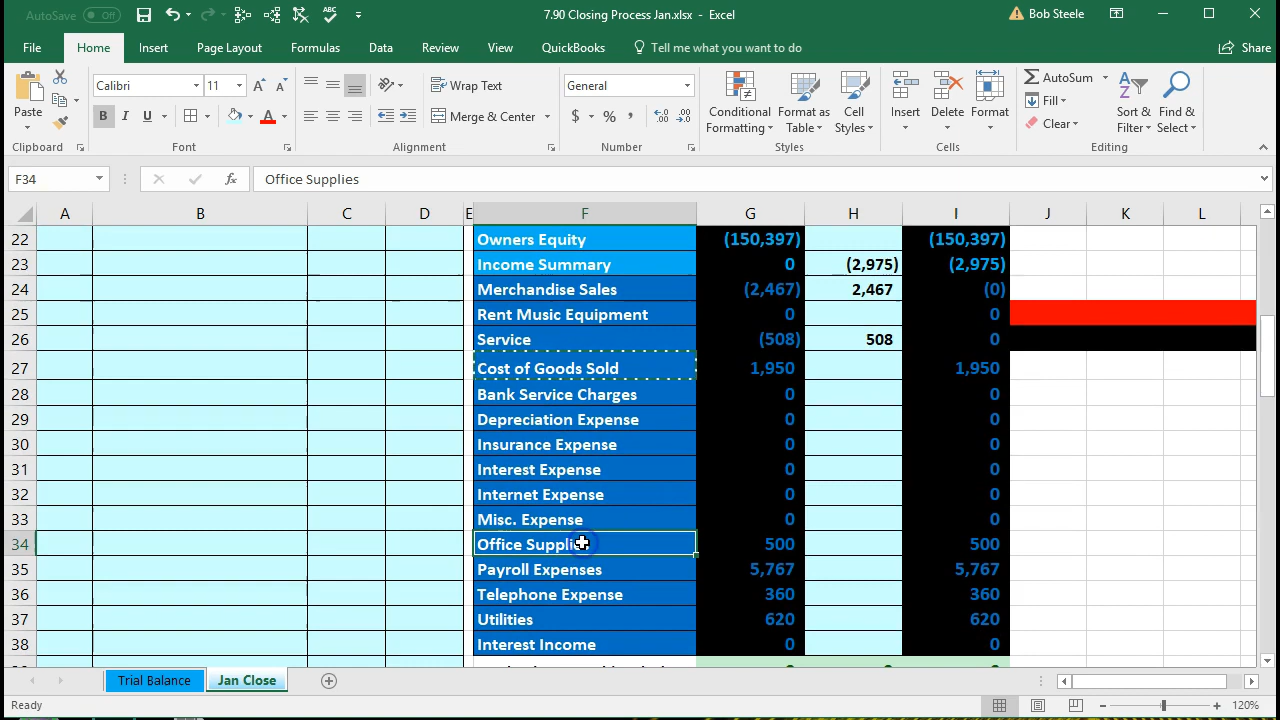 AutoSave Off 7.90 Closing Process Jan.xlsx - Excel Bob Steele
File Home Insert Page Layout Formulas Data Review View QuickBooks Tell me what you want to do Share
Calibri 11 A A Wrap Text General AutoSum
Paste B I U A Merge & Center $ % , Conditional Formatting Format as Table Cell Styles Insert Delete Format Fill Clear Sort & Filter Find & Select
Clipboard Font Alignment Number Styles Cells Editing
F34 fx Office Supplies
A B C D E F G H I J K L
22 Owners Equity (150,397) (150,397)
23 Income Summary 0 (2,975) (2,975)
24 Merchandise Sales (2,467) 2,467 (0)
25 Rent Music Equipment 0 0
26 Service (508) 508 0
27 Cost of Goods Sold 1,950 1,950
28 Bank Service Charges 0 0
29 Depreciation Expense 0 0
30 Insurance Expense 0 0
31 Interest Expense 0 0
32 Internet Expense 0 0
33 Misc. Expense 0 0
34 Office Supplies 500 500
35 Payroll Expenses 5,767 5,767
36 Telephone Expense 360 360
37 Utilities 620 620
38 Interest Income 0 0
Trial Balance Jan Close
Ready 120%